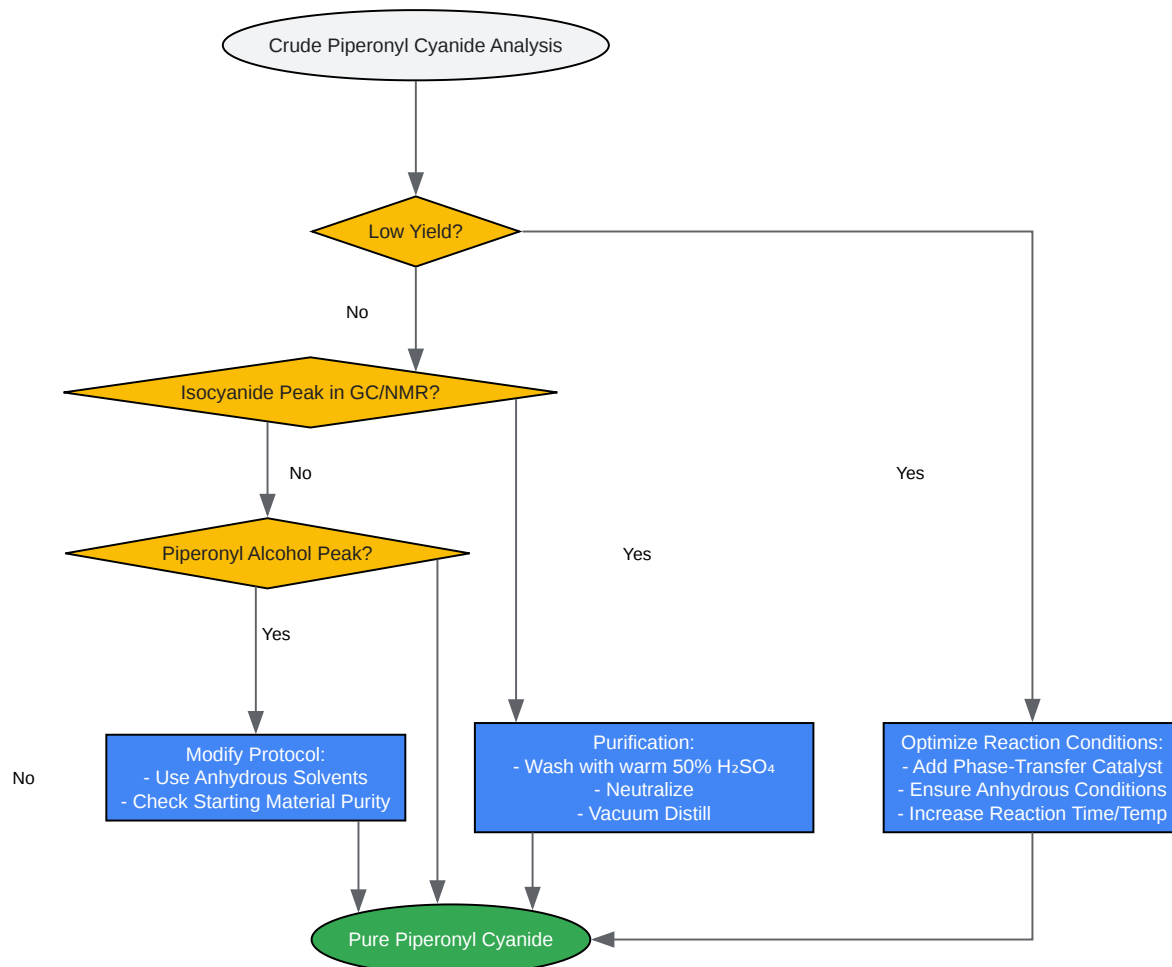 Crude Piperonyl Cyanide Analysis
Low Yield?
No
Isocyanide Peak in GC/NMR?
No
Yes
Piperonyl Alcohol Peak?
Yes
Yes
Modify Protocol:
- Use Anhydrous Solvents
- Check Starting Material Purity
Purification:
- Wash with warm 50% H₂SO₄
- Neutralize
- Vacuum Distill
Optimize Reaction Conditions:
- Add Phase-Transfer Catalyst
- Ensure Anhydrous Conditions
- Increase Reaction Time/Temp
No
Pure Piperonyl Cyanide